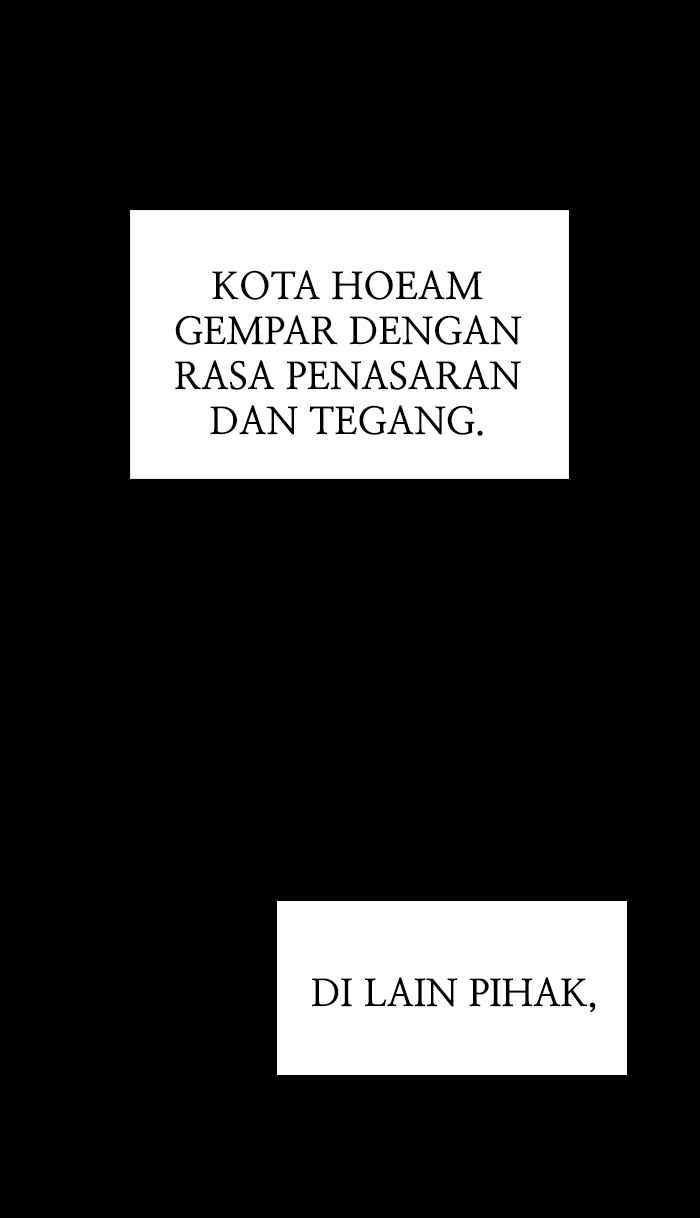 KOTA HOEAM
GEMPAR DENGAN
RASA PENASARAN
DAN TEGANG.
DI LAIN PIHAK,